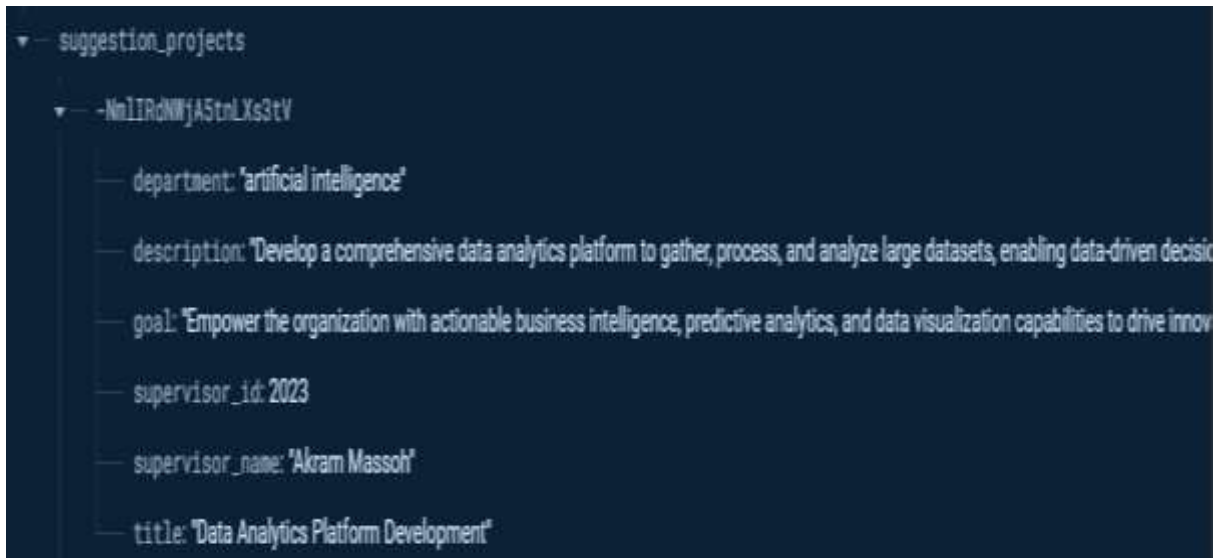 suggestion_projects
-NmlIRdNWjA5tnLXs3tV
department: "artificial intelligence"
description: "Develop a comprehensive data analytics platform to gather, process, and analyze large datasets, enabling data-driven decisic
goal: "Empower the organization with actionable business intelligence, predictive analytics, and data visualization capabilities to drive innov
supervisor_id: 2023
supervisor_name: "Akram Massoh"
title: "Data Analytics Platform Development"